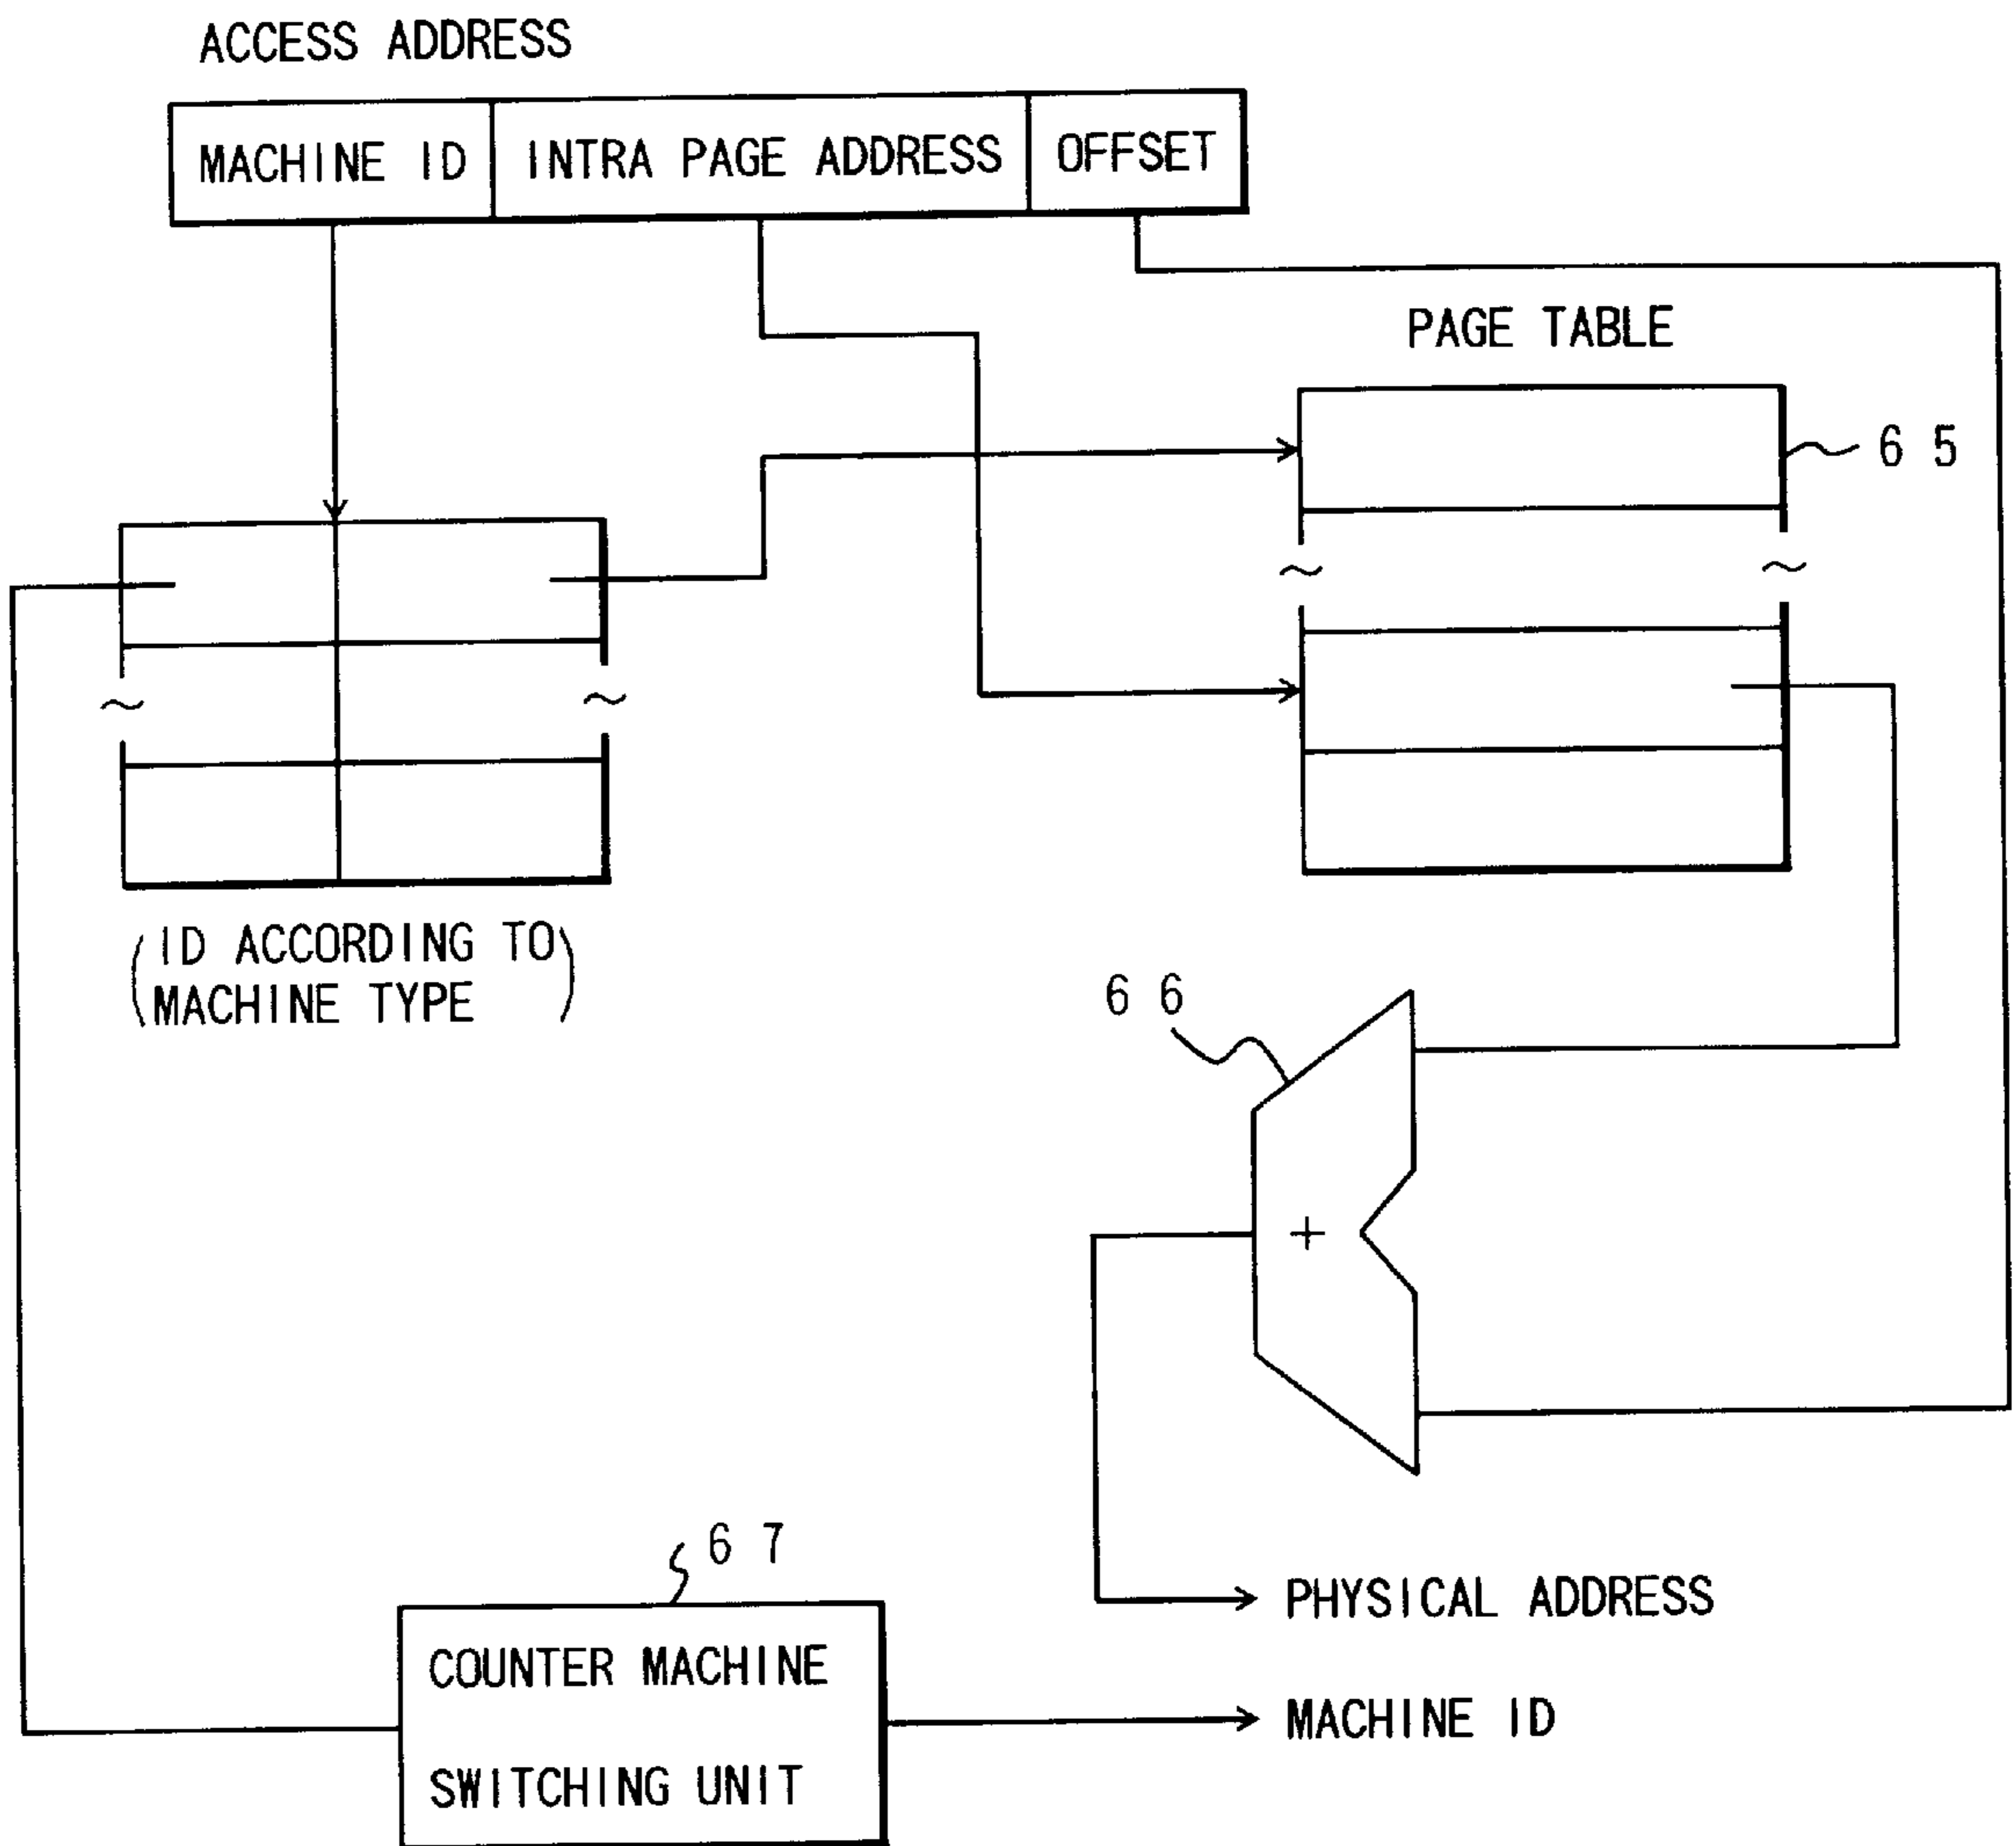 ACCESS ADDRESS
MACHINE ID INTRA PAGE ADDRESS OFFSET
PAGE TABLE
65
(ID ACCORDING TO
MACHINE TYPE)
66
+
67
PHYSICAL ADDRESS
COUNTER MACHINE
SWITCHING UNIT
MACHINE ID